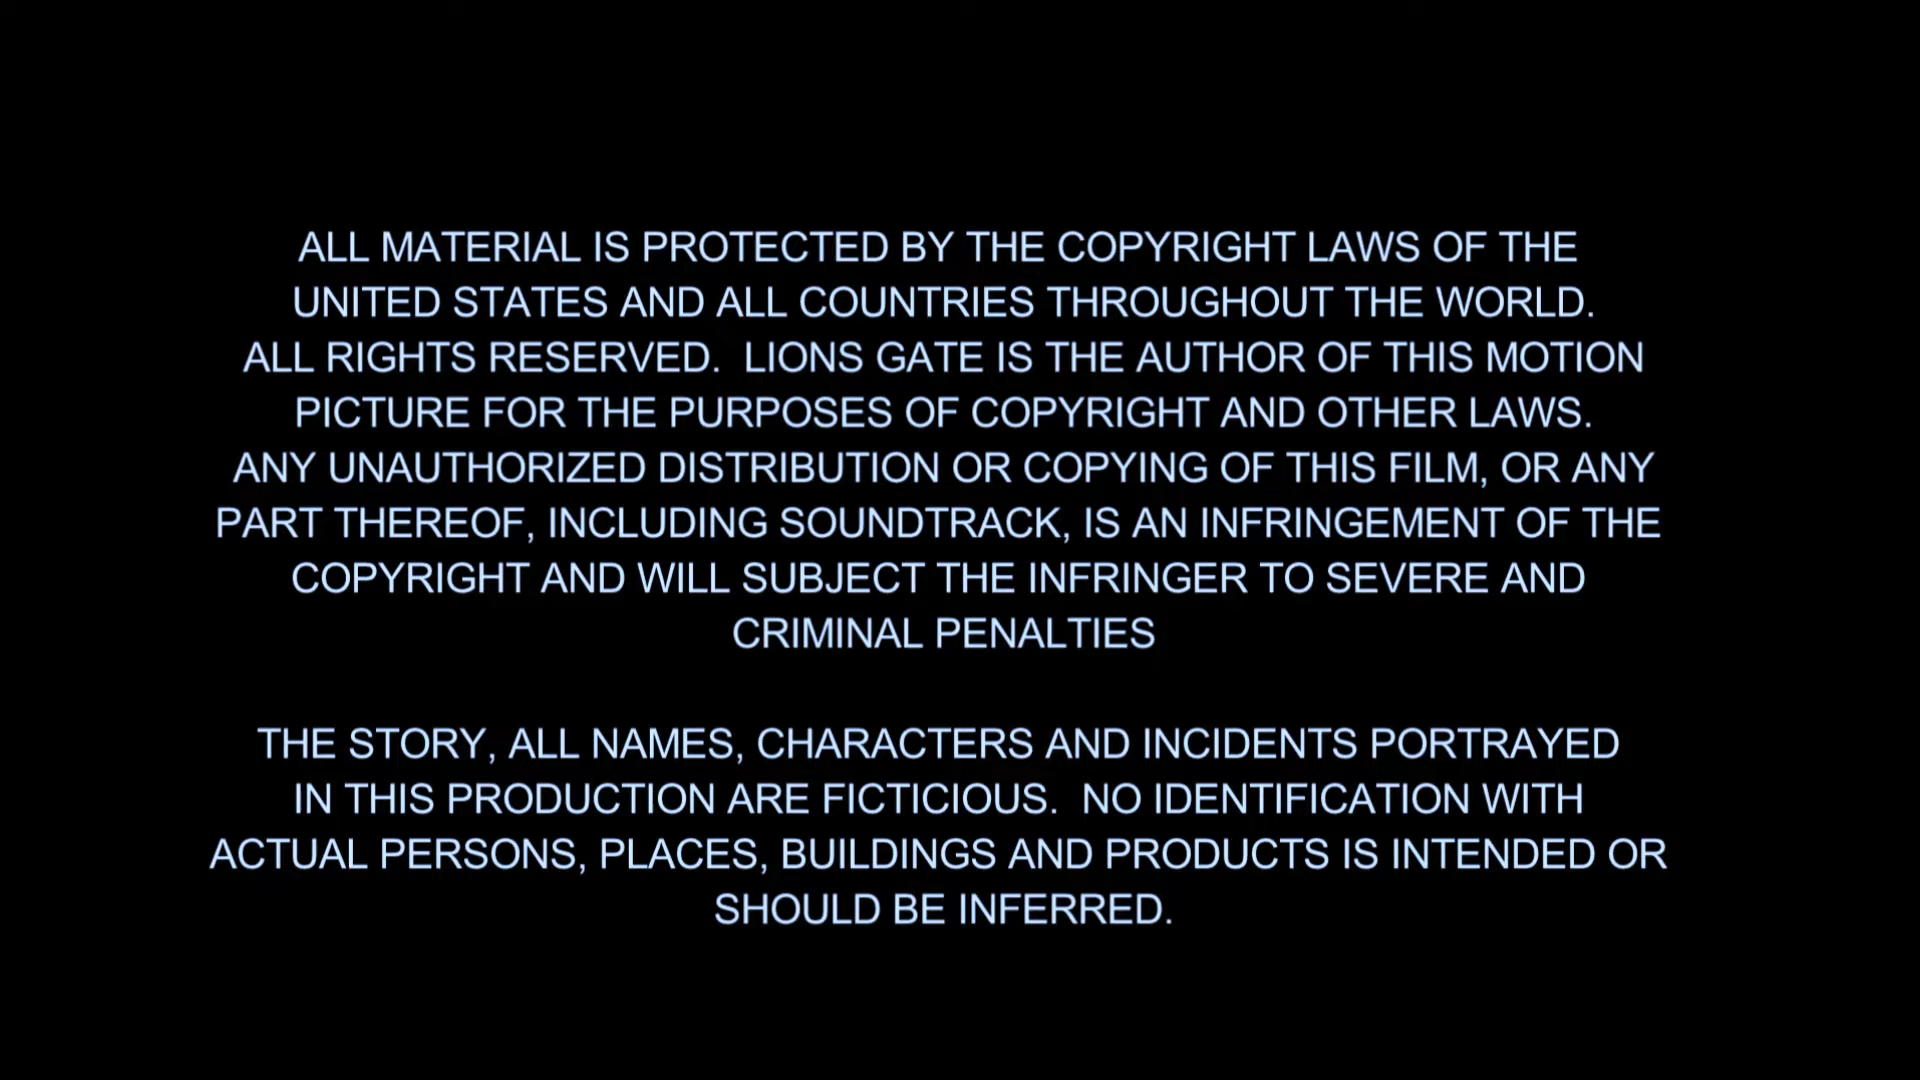 ALL MATERIAL IS PROTECTED BY THE COPYRIGHT LAWS OF THE
UNITED STATES AND ALL COUNTRIES THROUGHOUT THE WORLD.
ALL RIGHTS RESERVED.  LIONS GATE IS THE AUTHOR OF THIS MOTION
PICTURE FOR THE PURPOSES OF COPYRIGHT AND OTHER LAWS.
ANY UNAUTHORIZED DISTRIBUTION OR COPYING OF THIS FILM, OR ANY
PART THEREOF, INCLUDING SOUNDTRACK, IS AN INFRINGEMENT OF THE
COPYRIGHT AND WILL SUBJECT THE INFRINGER TO SEVERE AND
CRIMINAL PENALTIES
THE STORY, ALL NAMES, CHARACTERS AND INCIDENTS PORTRAYED
IN THIS PRODUCTION ARE FICTICIOUS.  NO IDENTIFICATION WITH
ACTUAL PERSONS, PLACES, BUILDINGS AND PRODUCTS IS INTENDED OR
SHOULD BE INFERRED.